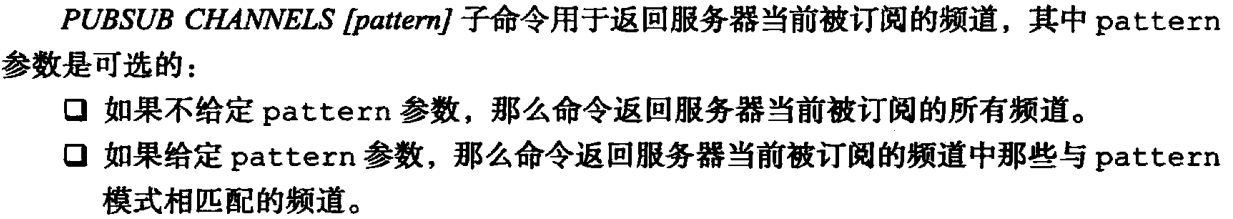 PUBSUB CHANNELS [pattern] 子命令用于返回服务器当前被订阅的频道，其中 pattern
参数是可选的：
❑ 如果不给定 pattern 参数，那么命令返回服务器当前被订阅的所有频道。
❑ 如果给定 pattern 参数，那么命令返回服务器当前被订阅的频道中那些与 pattern
模式相匹配的频道。